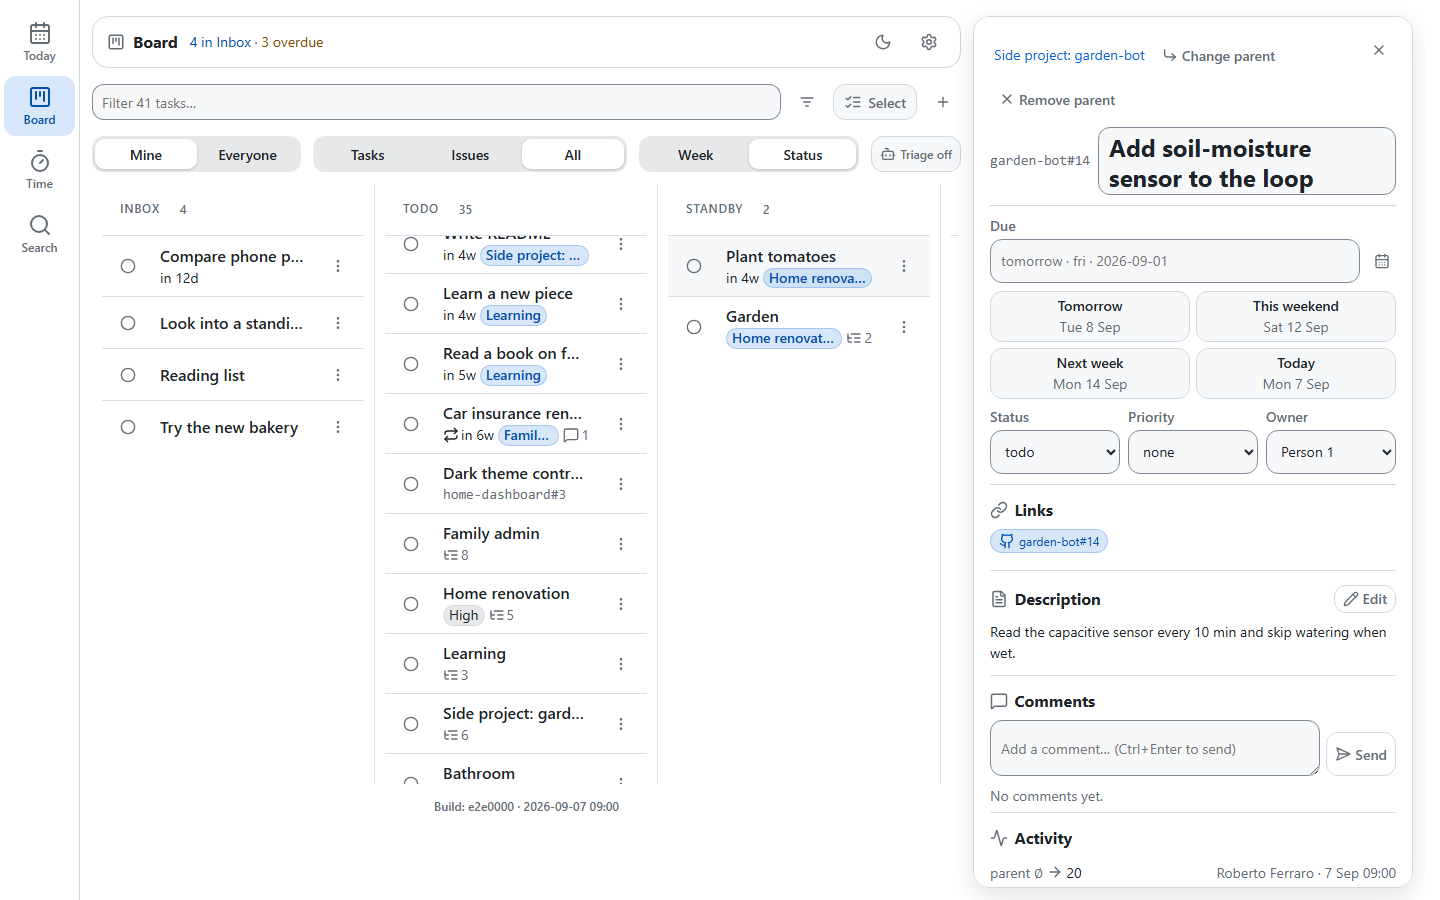 Today
Board
Time
Search
Board 4 in Inbox · 3 overdue
Filter 41 tasks...
Select
Mine Everyone Tasks Issues All Week Status Triage off
INBOX 4
Compare phone p...
in 12d
Look into a standi...
Reading list
Try the new bakery
TODO 35
Write README
in 4w Side project: ...
Learn a new piece
in 4w Learning
Read a book on f...
in 5w Learning
Car insurance ren...
in 6w Famil... 1
Dark theme contr...
home-dashboard#3
Family admin
8
Home renovation
High 5
Learning
3
Side project: gard...
6
Bathroom
STANDBY 2
Plant tomatoes
in 4w Home renova...
Garden
Home renovat... 2
Build: e2e0000 · 2026-09-07 09:00
Side project: garden-bot Change parent
Remove parent
garden-bot#14
Add soil-moisture
sensor to the loop
Due
tomorrow · fri · 2026-09-01
Tomorrow
Tue 8 Sep
This weekend
Sat 12 Sep
Next week
Mon 14 Sep
Today
Mon 7 Sep
Status Priority Owner
todo none Person 1
Links
garden-bot#14
Description Edit
Read the capacitive sensor every 10 min and skip watering when
wet.
Comments
Add a comment... (Ctrl+Enter to send) Send
No comments yet.
Activity
parent ∅ → 20 Roberto Ferraro · 7 Sep 09:00